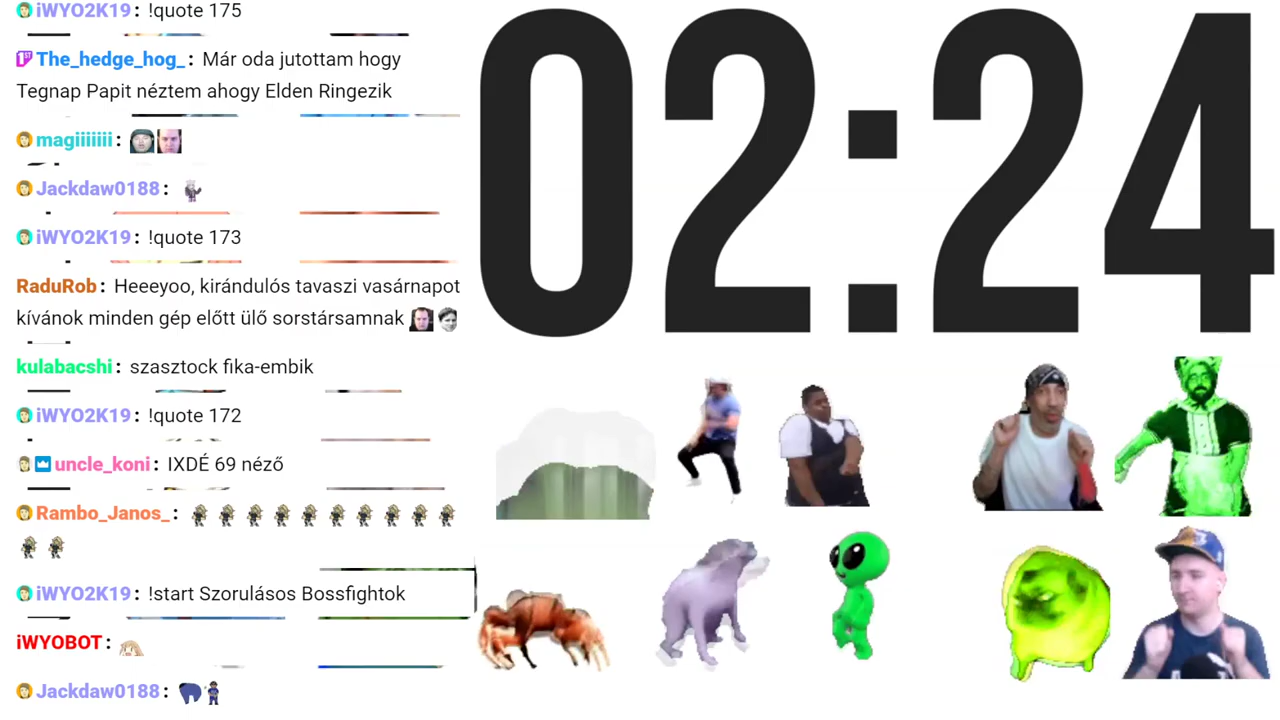 iWYO2K19: !quote 175
The_hedge_hog_: Már oda jutottam hogy
Tegnap Papit néztem ahogy Elden Ringezik
magiiiiiii:
Jackdaw0188:
iWYO2K19: !quote 173
RaduRob: Heeeyoo, kirándulós tavaszi vasárnapot
kívánok minden gép előtt ülő sorstársamnak
kulabacshi: szasztock fika-embik
iWYO2K19: !quote 172
uncle_koni: IXDÉ 69 néző
Rambo_Janos_:
iWYO2K19: !start Szorulásos Bossfightok
iWYOBOT:
Jackdaw0188:
02:24